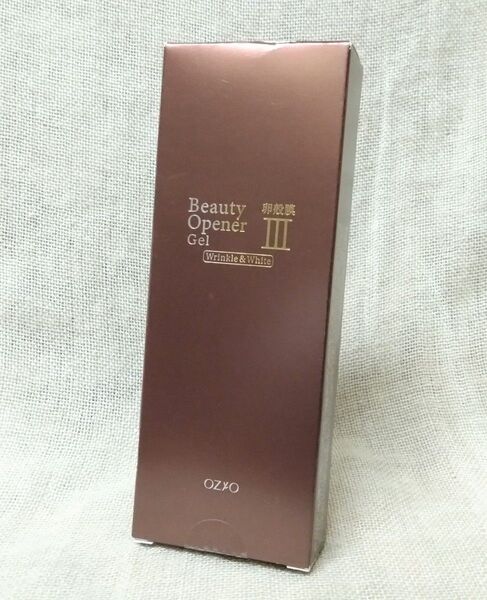 Beauty
Opener
Gel
卵殻膜
III
Wrinkle & White
OZIO